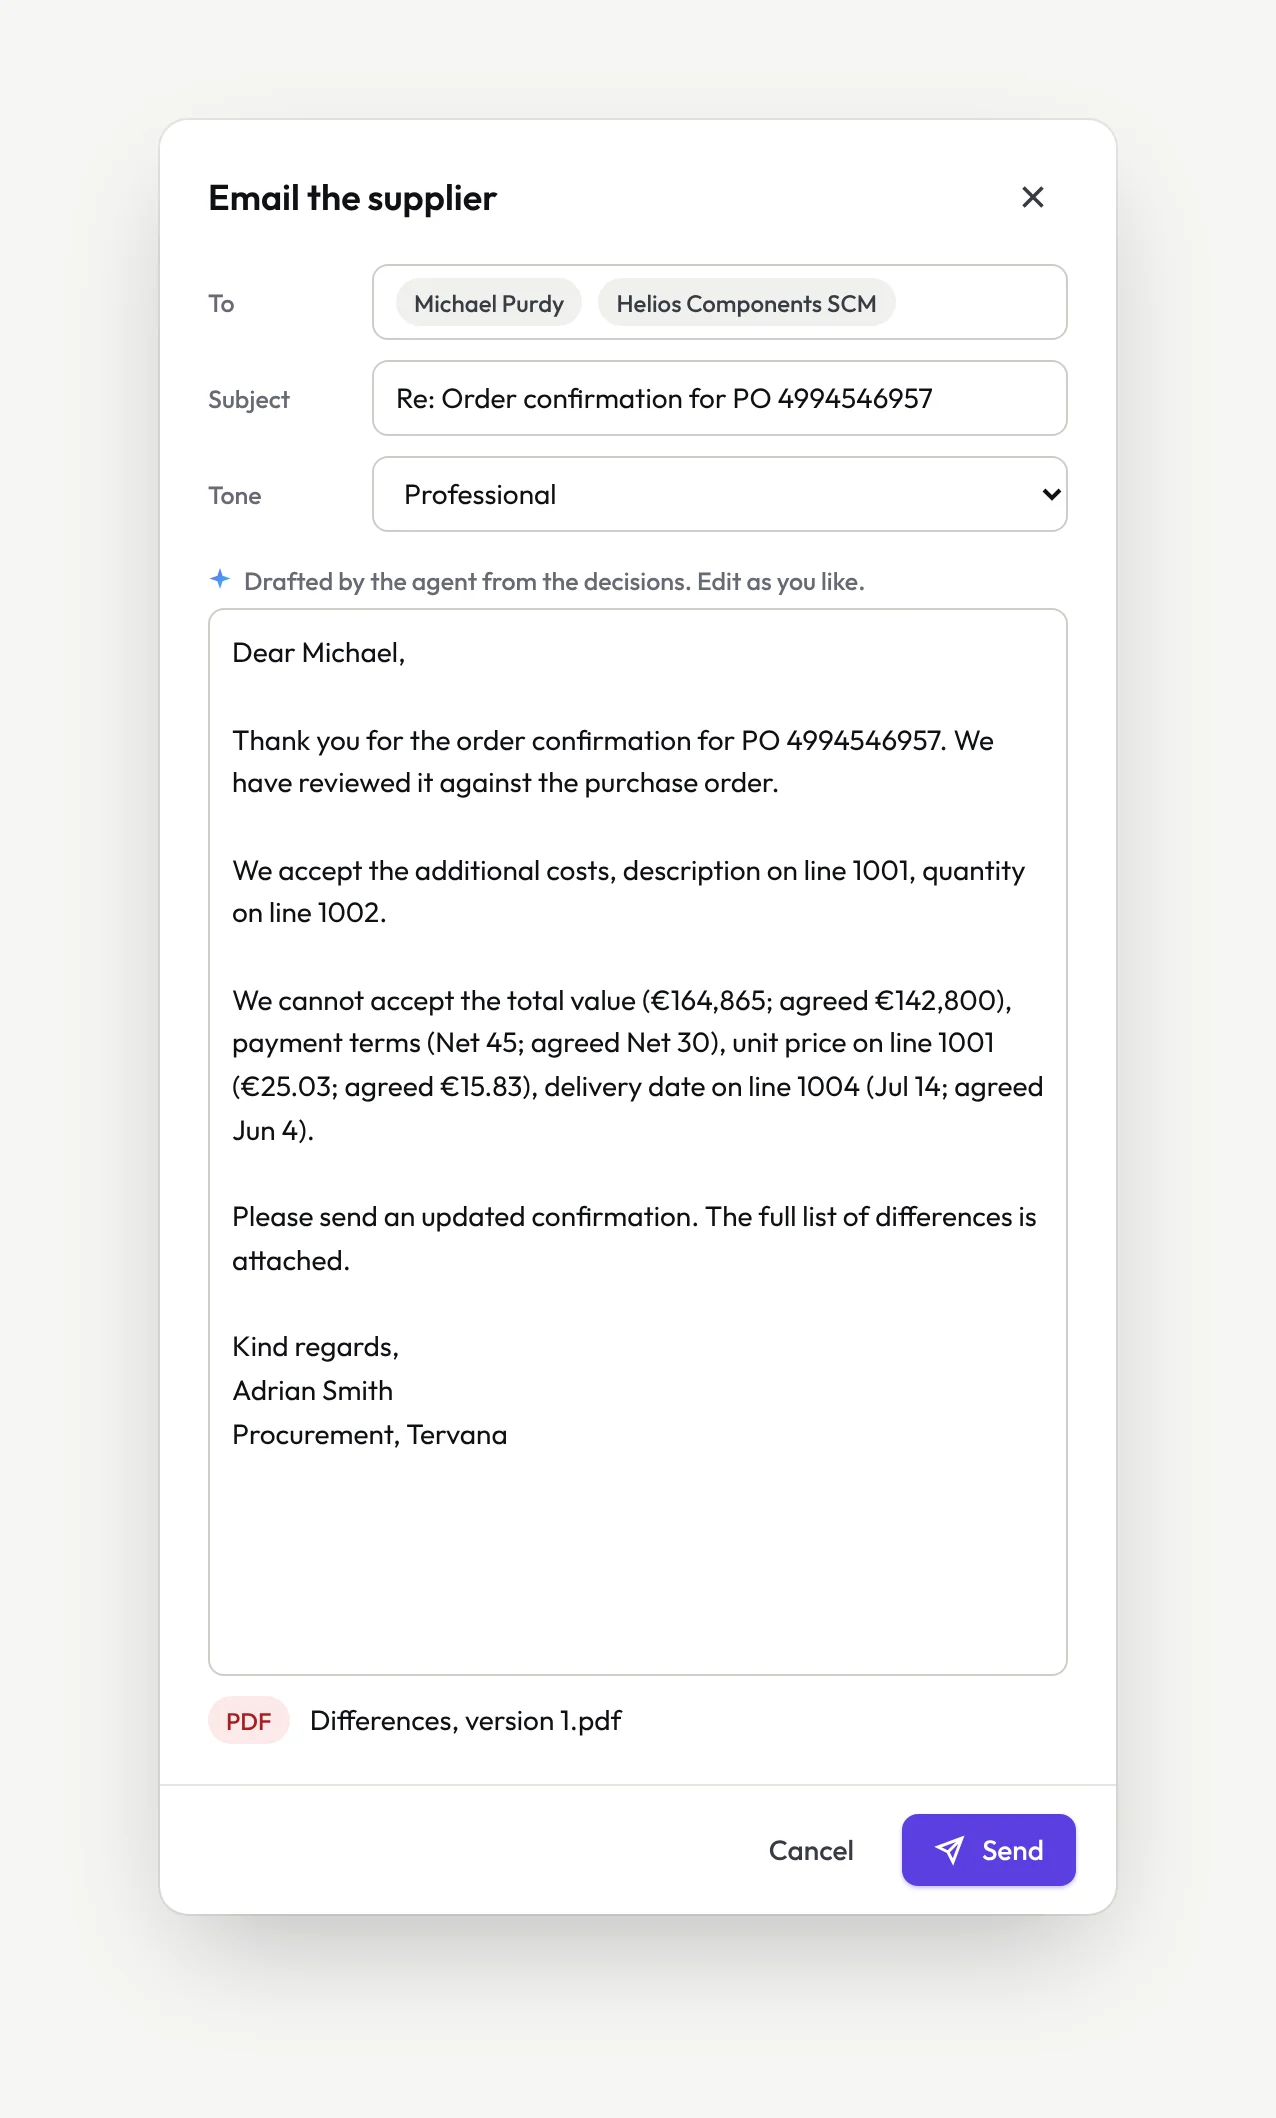 Email the supplier
To
Michael Purdy
Helios Components SCM
Subject
Re: Order confirmation for PO 4994546957
Tone
Professional
Drafted by the agent from the decisions. Edit as you like.
Dear Michael,
Thank you for the order confirmation for PO 4994546957. We
have reviewed it against the purchase order.
We accept the additional costs, description on line 1001, quantity
on line 1002.
We cannot accept the total value (€164,865; agreed €142,800),
payment terms (Net 45; agreed Net 30), unit price on line 1001
(€25.03; agreed €15.83), delivery date on line 1004 (Jul 14; agreed
Jun 4).
Please send an updated confirmation. The full list of differences is
attached.
Kind regards,
Adrian Smith
Procurement, Tervana
PDF
Differences, version 1.pdf
Cancel
Send